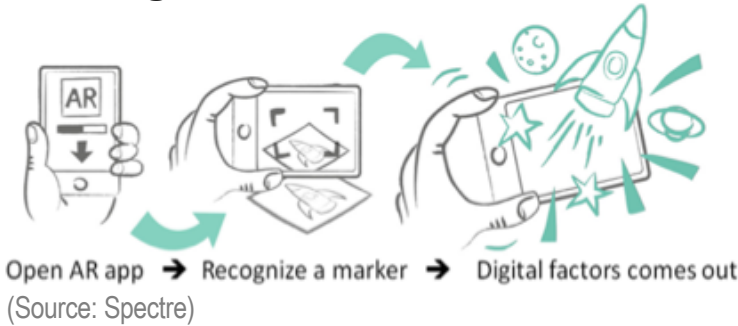 AR
Open AR app ➔ Recognize a marker ➔ Digital factors comes out
(Source: Spectre)